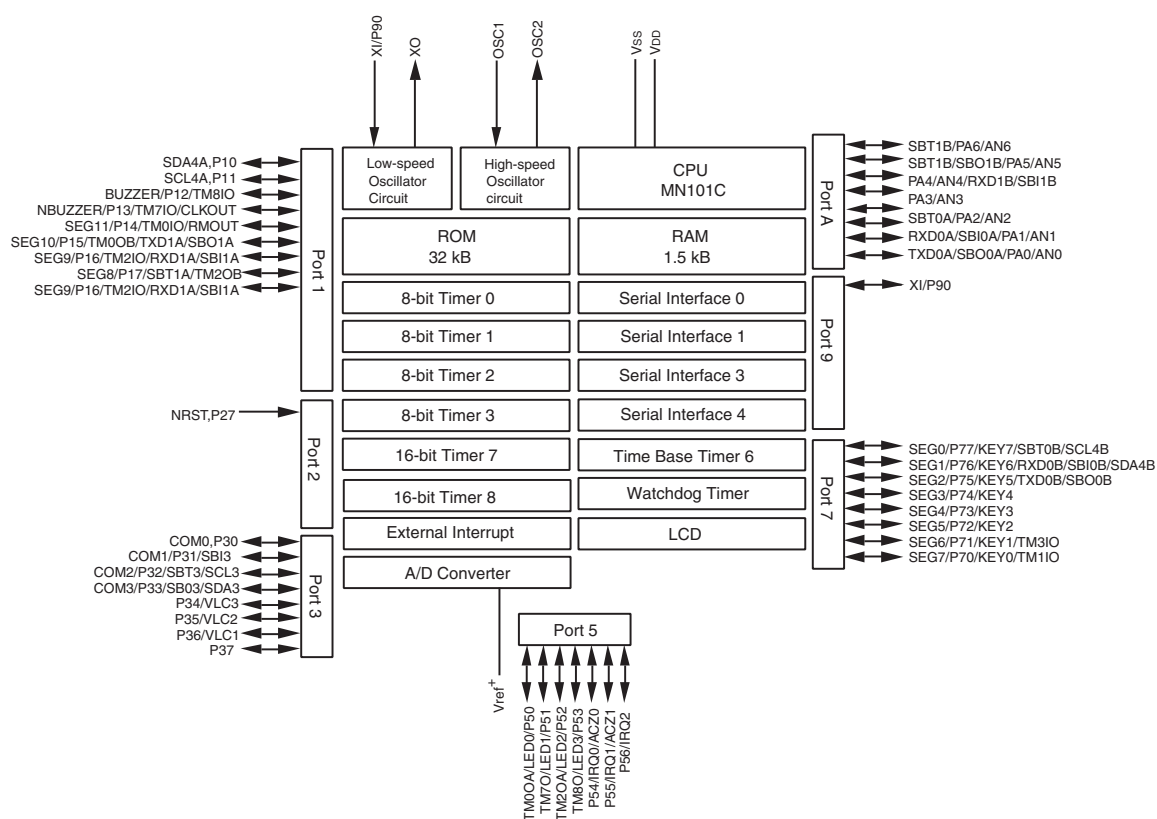 XI/P90
XO
OSC1
OSC2
VSS
VDD
SDA4A,P10
SCL4A,P11
BUZZER/P12/TM8IO
NBUZZER/P13/TM7IO/CLKOUT
SEG11/P14/TM0IO/RMOUT
SEG10/P15/TM0OB/TXD1A/SBO1A
SEG9/P16/TM2IO/RXD1A/SBI1A
SEG8/P17/SBT1A/TM2OB
SEG9/P16/TM2IO/RXD1A/SBI1A
Port 1
NRST,P27
Port 2
COM0,P30
COM1/P31/SBI3
COM2/P32/SBT3/SCL3
COM3/P33/SB03/SDA3
P34/VLC3
P35/VLC2
P36/VLC1
P37
Port 3
Low-speed
Oscillator
Circuit
High-speed
Oscillator
circuit
CPU
MN101C
ROM
32 kB
RAM
1.5 kB
8-bit Timer 0
Serial Interface 0
8-bit Timer 1
Serial Interface 1
8-bit Timer 2
Serial Interface 3
8-bit Timer 3
Serial Interface 4
16-bit Timer 7
Time Base Timer 6
16-bit Timer 8
Watchdog Timer
External Interrupt
LCD
A/D Converter
Vref+
Port A
SBT1B/PA6/AN6
SBT1B/SBO1B/PA5/AN5
PA4/AN4/RXD1B/SBI1B
PA3/AN3
SBT0A/PA2/AN2
RXD0A/SBI0A/PA1/AN1
TXD0A/SBO0A/PA0/AN0
Port 9
XI/P90
Port 7
SEG0/P77/KEY7/SBT0B/SCL4B
SEG1/P76/KEY6/RXD0B/SBI0B/SDA4B
SEG2/P75/KEY5/TXD0B/SBO0B
SEG3/P74/KEY4
SEG4/P73/KEY3
SEG5/P72/KEY2
SEG6/P71/KEY1/TM3IO
SEG7/P70/KEY0/TM1IO
Port 5
TM0OA/LED0/P50
TM7O/LED1/P51
TM2OA/LED2/P52
TM8O/LED3/P53
P54/IRQ0/ACZ0
P55/IRQ1/ACZ1
P56/IRQ2